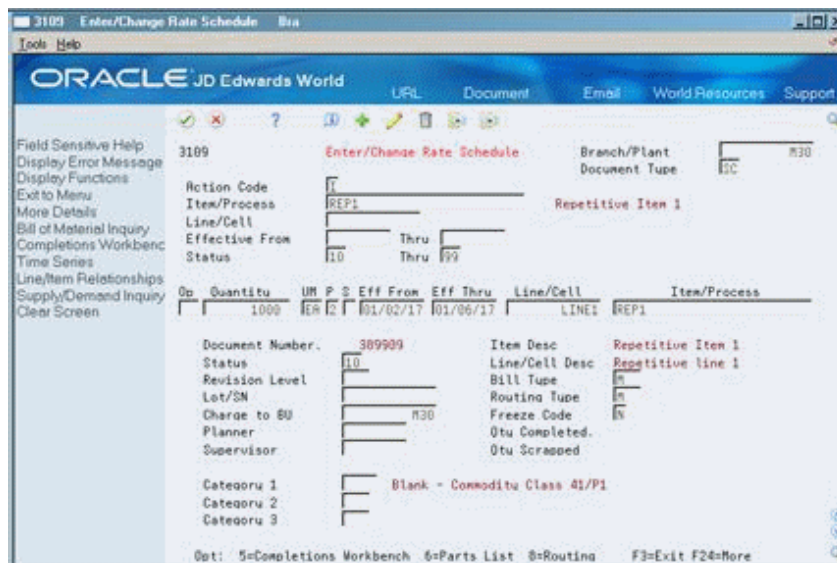 3109 Enter/Change Rate Schedule Bra
Tools Help
ORACLE JD Edwards World
URL Document Email World Resources Support
Field Sensitive Help
Display Error Message
Display Functions
Exit to Menu
More Details
Bill of Material Inquiry
Completions Workbenc
Time Series
Line/Item Relationships
Supply/Demand Inquiry
Clear Screen
3109 Enter/Change Rate Schedule Branch/Plant M30
Document Type SC
Action Code I
Item/Process REP1 Repetitive Item 1
Line/Cell
Effective From Thru
Status 10 Thru 99
Op Quantity UM P S Eff From Eff Thru Line/Cell Item/Process
1000 EA 2 01/02/17 01/06/17 LINE1 REP1
Document Number. 389909 Item Desc Repetitive Item 1
Status 10 Line/Cell Desc Repetitive line 1
Revision Level Bill Type M
Lot/SN Routing Type M
Charge to BU M30 Freeze Code N
Planner Qty Completed.
Supervisor Qty Scrapped
Category 1 Blank - Commodity Class 41/P1
Category 2
Category 3
Opt: 5=Completions Workbench 6=Parts List 8=Routing F3=Exit F24=More